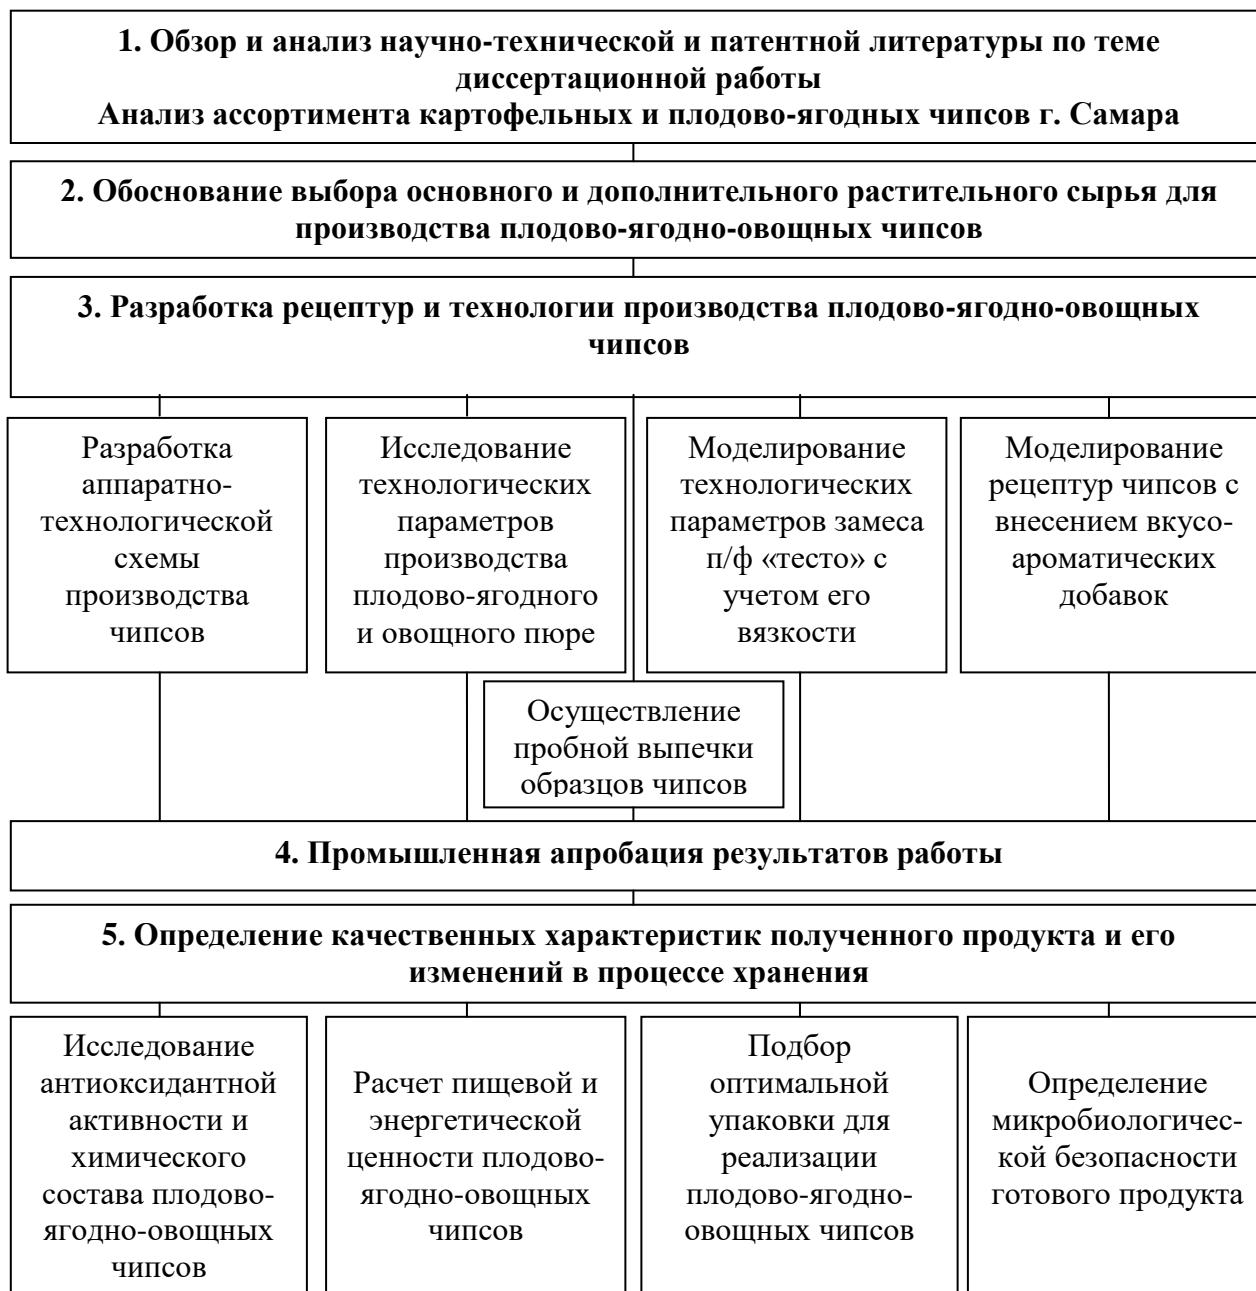 1. Обзор и анализ научно-технической и патентной литературы по теме
диссертационной работы
Анализ ассортимента картофельных и плодово-ягодных чипсов г. Самара
2. Обоснование выбора основного и дополнительного растительного сырья для
производства плодово-ягодно-овощных чипсов
3. Разработка рецептур и технологии производства плодово-ягодно-овощных
чипсов
Разработка
аппаратно-
технологической
схемы
производства
чипсов
Исследование
технологических
параметров
производства
плодово-ягодного
и овощного пюре
Моделирование
технологических
параметров замеса
п/ф «тесто» с
учетом его
вязкости
Моделирование
рецептур чипсов с
внесением вкусо-
ароматических
добавок
Осуществление
пробной выпечки
образцов чипсов
4. Промышленная апробация результатов работы
5. Определение качественных характеристик полученного продукта и его
изменений в процессе хранения
Исследование
антиоксидантной
активности и
химического
состава плодово-
ягодно-овощных
чипсов
Расчет пищевой и
энергетической
ценности плодово-
ягодно-овощных
чипсов
Подбор
оптимальной
упаковки для
реализации
плодово-ягодно-
овощных чипсов
Определение
микробиологичес-
кой безопасности
готового продукта